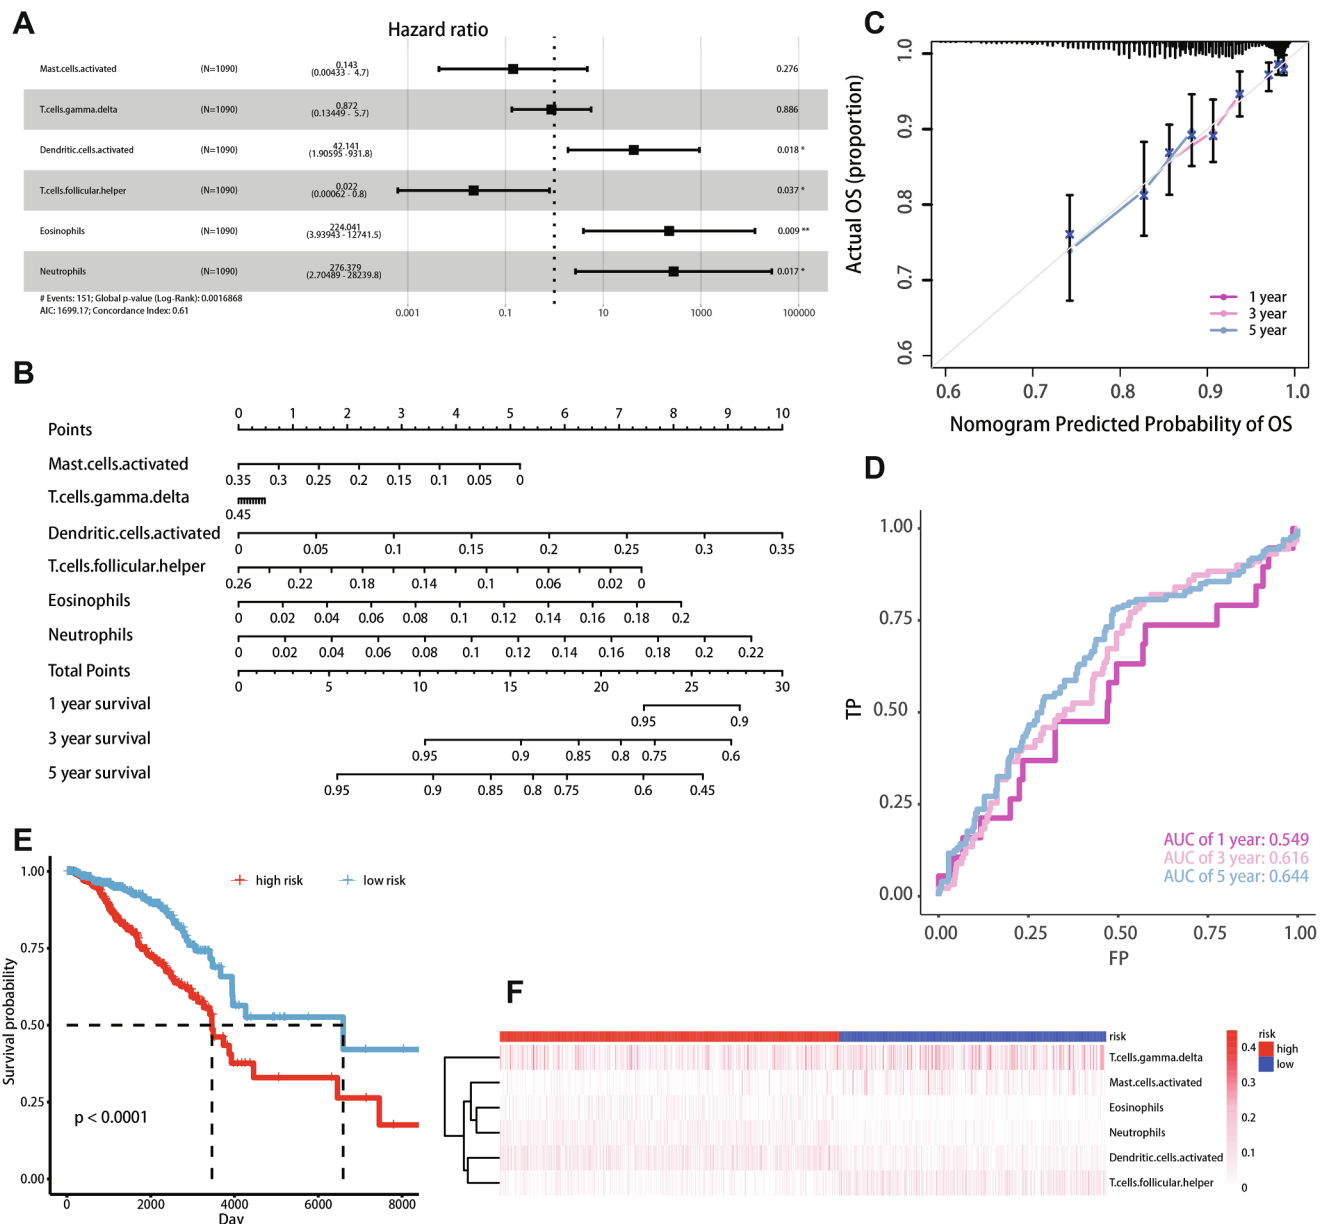 A
Hazard ratio
Mast.cells.activated (N=1090) 0.143 (0.00433 - 4.7) 0.276
T.cells.gamma.delta (N=1090) 0.872 (0.13449 - 5.7) 0.886
Dendritic.cells.activated (N=1090) 42.141 (1.90595 -931.8) 0.018 *
T.cells.follicular.helper (N=1090) 0.022 (0.00062 - 0.8) 0.037 *
Eosinophils (N=1090) 224.041 (3.93943 - 12741.5) 0.009 **
Neutrophils (N=1090) 276.379 (2.70489 - 28239.8) 0.017 *
# Events: 151; Global p-value (Log-Rank): 0.0016868
AIC: 1699.17; Concordance Index: 0.61
0.001 0.1 10 1000 100000
B
Points 0 1 2 3 4 5 6 7 8 9 10
Mast.cells.activated
0.35 0.3 0.25 0.2 0.15 0.1 0.05 0
T.cells.gamma.delta
0.45
Dendritic.cells.activated
0 0.05 0.1 0.15 0.2 0.25 0.3 0.35
T.cells.follicular.helper
0.26 0.22 0.18 0.14 0.1 0.06 0.02 0
Eosinophils
0 0.02 0.04 0.06 0.08 0.1 0.12 0.14 0.16 0.18 0.2
Neutrophils
0 0.02 0.04 0.06 0.08 0.1 0.12 0.14 0.16 0.18 0.2 0.22
Total Points
0 5 10 15 20 25 30
1 year survival
0.95 0.9
3 year survival
0.95 0.9 0.85 0.8 0.75 0.6
5 year survival
0.95 0.9 0.85 0.8 0.75 0.6 0.45
C
Actual OS (proportion)
1.0
0.9
0.8
0.7
0.6
1 year
3 year
5 year
0.6 0.7 0.8 0.9 1.0
Nomogram Predicted Probability of OS
D
TP
1.00
0.75
0.50
0.25
0.00
AUC of 1 year: 0.549
AUC of 3 year: 0.616
AUC of 5 year: 0.644
0.00 0.25 0.50 0.75 1.00
FP
E
Survival probability
1.00
0.75
0.50
0.25
0.00
high risk low risk
p < 0.0001
0 2000 4000 6000 8000
Day
F
risk
T.cells.gamma.delta
Mast.cells.activated
Eosinophils
Neutrophils
Dendritic.cells.activated
T.cells.follicular.helper
0.4
0.3
0.2
0.1
0
risk
high
low